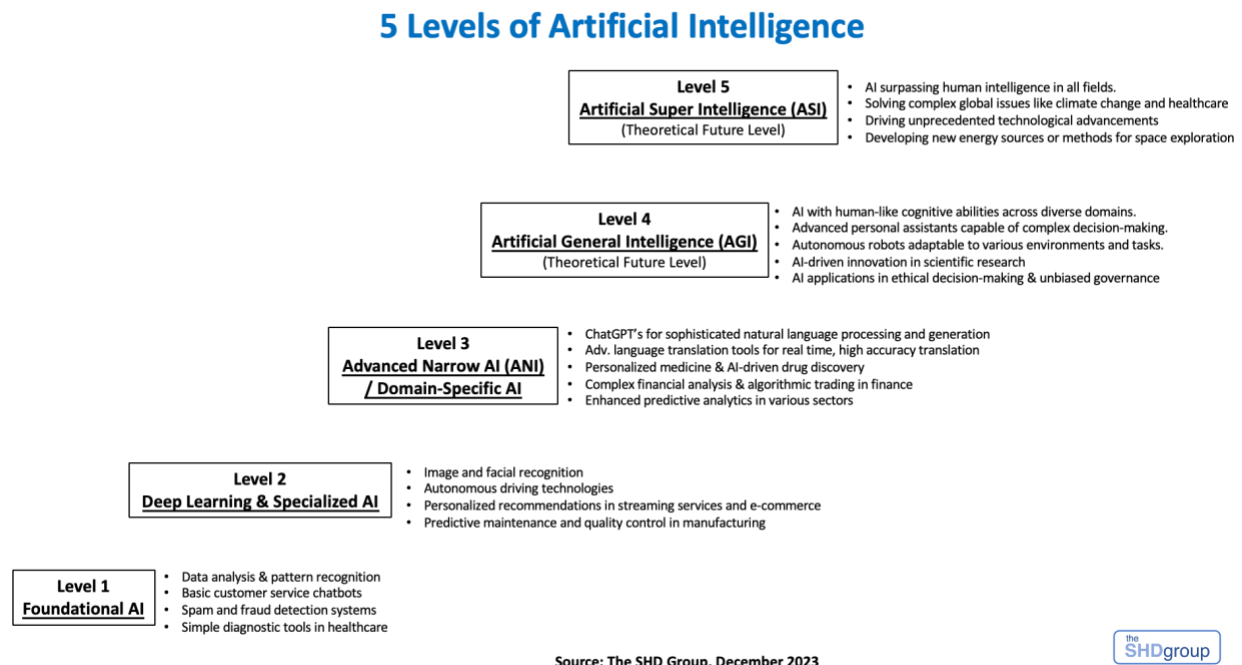 5 Levels of Artificial Intelligence
Level 5
Artificial Super Intelligence (ASI)
(Theoretical Future Level)
• AI surpassing human intelligence in all fields.
• Solving complex global issues like climate change and healthcare
• Driving unprecedented technological advancements
• Developing new energy sources or methods for space exploration
Level 4
Artificial General Intelligence (AGI)
(Theoretical Future Level)
• AI with human-like cognitive abilities across diverse domains.
• Advanced personal assistants capable of complex decision-making.
• Autonomous robots adaptable to various environments and tasks.
• AI-driven innovation in scientific research
• AI applications in ethical decision-making & unbiased governance
Level 3
Advanced Narrow AI (ANI)
/ Domain-Specific AI
• ChatGPT’s for sophisticated natural language processing and generation
• Adv. language translation tools for real time, high accuracy translation
• Personalized medicine & AI-driven drug discovery
• Complex financial analysis & algorithmic trading in finance
• Enhanced predictive analytics in various sectors
Level 2
Deep Learning & Specialized AI
• Image and facial recognition
• Autonomous driving technologies
• Personalized recommendations in streaming services and e-commerce
• Predictive maintenance and quality control in manufacturing
Level 1
Foundational AI
• Data analysis & pattern recognition
• Basic customer service chatbots
• Spam and fraud detection systems
• Simple diagnostic tools in healthcare
Source: The SHD Group, December 2023
the
SHDgroup